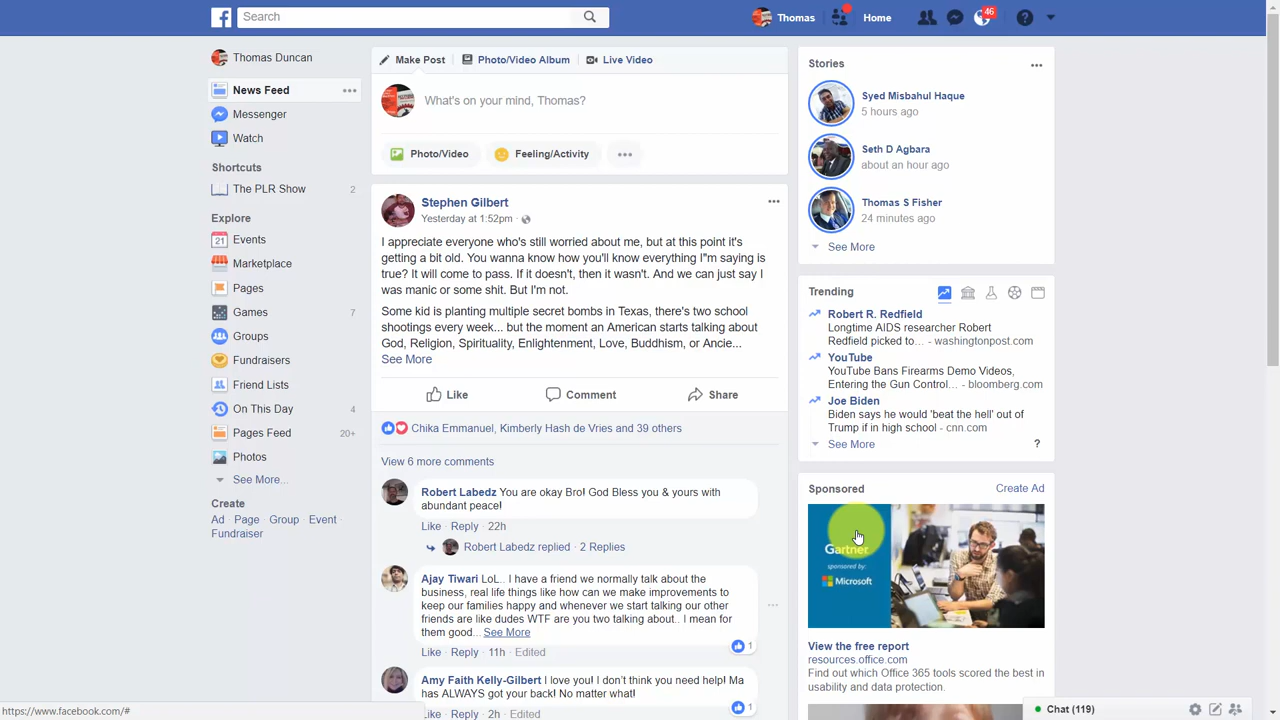 Search
Thomas
Home
46
Thomas Duncan
News Feed
Messenger
Watch
Shortcuts
The PLR Show 2
Explore
21 Events
Marketplace
Pages
Games 7
Groups
Fundraisers
Friend Lists
On This Day 4
Pages Feed 20+
Photos
See More...
Create
Ad · Page · Group · Event ·
Fundraiser
Make Post
Photo/Video Album
Live Video
What's on your mind, Thomas?
Photo/Video
Feeling/Activity
Stephen Gilbert
Yesterday at 1:52pm ·
I appreciate everyone who's still worried about me, but at this point it's
getting a bit old. You wanna know how you'll know everything I"m saying is
true? It will come to pass. If it doesn't, then it wasn't. And we can just say I
was manic or some shit. But I'm not.
Some kid is planting multiple secret bombs in Texas, there's two school
shootings every week... but the moment an American starts talking about
God, Religion, Spirituality, Enlightenment, Love, Buddhism, or Ancie...
See More
Like
Comment
Share
Chika Emmanuel, Kimberly Hash de Vries and 39 others
View 6 more comments
Robert Labedz You are okay Bro! God Bless you & yours with
abundant peace!
Like · Reply · 22h
Robert Labedz replied · 2 Replies
Ajay Tiwari LoL.. I have a friend we normally talk about the
business, real life things like how can we make improvements to
keep our families happy and whenever we start talking our other
friends are like dudes WTF are you two talking about.. I mean for
them good... See More
1
Like · Reply · 11h · Edited
Amy Faith Kelly-Gilbert I love you! I don't think you need help! Ma
has ALWAYS got your back! No matter what!
1
Like · Reply · 2h · Edited
Stories
Syed Misbahul Haque
5 hours ago
Seth D Agbara
about an hour ago
Thomas S Fisher
24 minutes ago
See More
Trending
Robert R. Redfield
Longtime AIDS researcher Robert
Redfield picked to… - washingtonpost.com
YouTube
YouTube Bans Firearms Demo Videos,
Entering the Gun Control… - bloomberg.com
Joe Biden
Biden says he would 'beat the hell' out of
Trump if in high school - cnn.com
See More ?
Sponsored
Create Ad
Gartner
sponsored by:
Microsoft
View the free report
resources.office.com
Find out which Office 365 tools scored the best in
usability and data protection.
https://www.facebook.com/#
Chat (119)